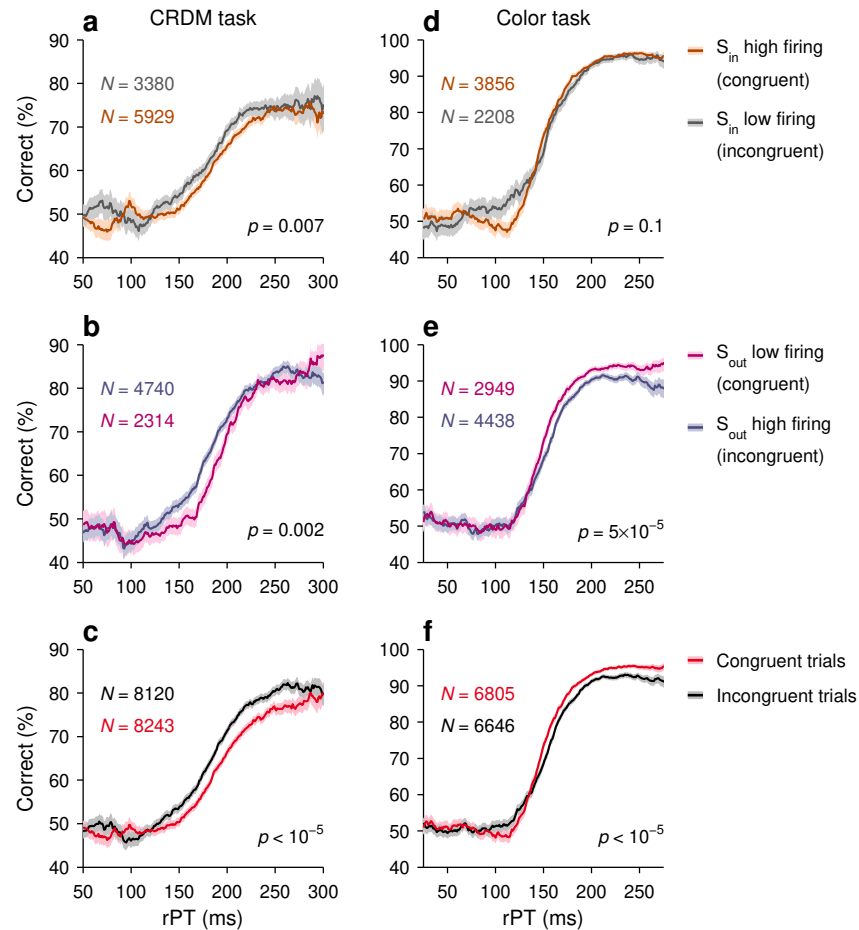 a
CRDM task
90
80
70
60
50
40
Correct (%)
N = 3380
N = 5929
p = 0.007
50 100 150 200 250 300
d
Color task
100
90
80
70
60
50
40
N = 3856
N = 2208
p = 0.1
50 100 150 200 250
S_in high firing
(congruent)
S_in low firing
(incongruent)
b
90
80
70
60
50
40
Correct (%)
N = 4740
N = 2314
p = 0.002
50 100 150 200 250 300
e
100
90
80
70
60
50
40
N = 2949
N = 4438
p = 5×10⁻⁵
50 100 150 200 250
S_out low firing
(congruent)
S_out high firing
(incongruent)
c
90
80
70
60
50
40
Correct (%)
N = 8120
N = 8243
p < 10⁻⁵
50 100 150 200 250 300
rPT (ms)
f
100
90
80
70
60
50
40
N = 6805
N = 6646
p < 10⁻⁵
50 100 150 200 250
rPT (ms)
Congruent trials
Incongruent trials